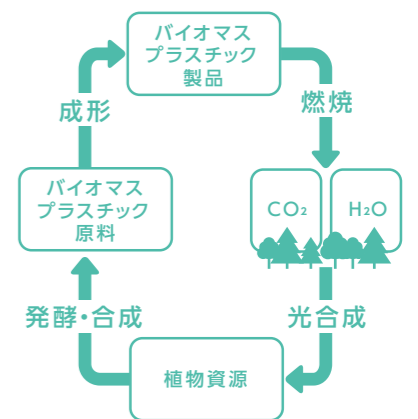 バイオマス
プラスチック
製品
成形
燃焼
バイオマス
プラスチック
原料
CO₂
H₂O
発酵・合成
光合成
植物資源